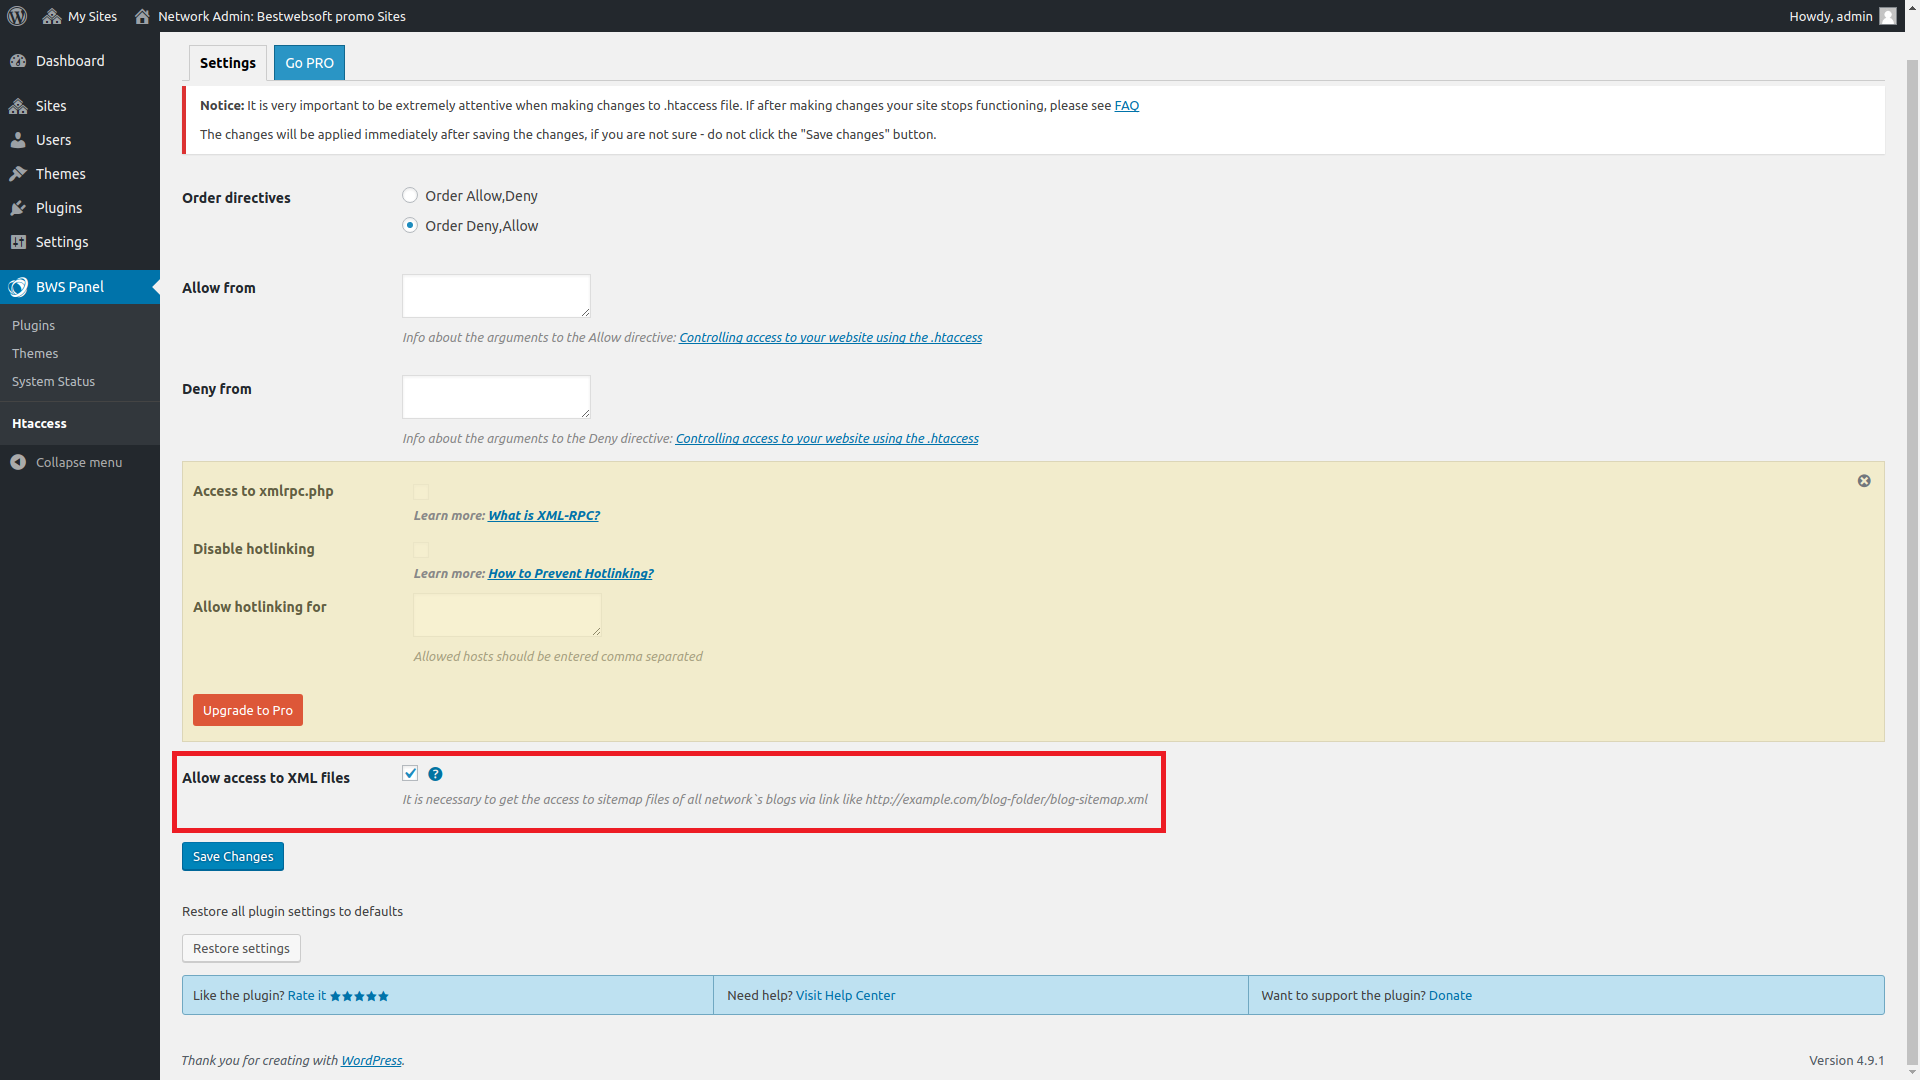 My Sites
Network Admin: Bestwebsoft promo Sites
Howdy, admin
Dashboard
Sites
Users
Themes
Plugins
Settings
BWS Panel
Plugins
Themes
System Status
Htaccess
Collapse menu
Settings
Go PRO
Notice: It is very important to be extremely attentive when making changes to .htaccess file. If after making changes your site stops functioning, please see FAQ
The changes will be applied immediately after saving the changes, if you are not sure - do not click the "Save changes" button.
Order directives
Order Allow,Deny
Order Deny,Allow
Allow from
Info about the arguments to the Allow directive: Controlling access to your website using the .htaccess
Deny from
Info about the arguments to the Deny directive: Controlling access to your website using the .htaccess
Access to xmlrpc.php
Learn more: What is XML-RPC?
Disable hotlinking
Learn more: How to Prevent Hotlinking?
Allow hotlinking for
Allowed hosts should be entered comma separated
Upgrade to Pro
Allow access to XML files
It is necessary to get the access to sitemap files of all network`s blogs via link like http://example.com/blog-folder/blog-sitemap.xml
Save Changes
Restore all plugin settings to defaults
Restore settings
Like the plugin? Rate it
Need help? Visit Help Center
Want to support the plugin? Donate
Thank you for creating with WordPress.
Version 4.9.1